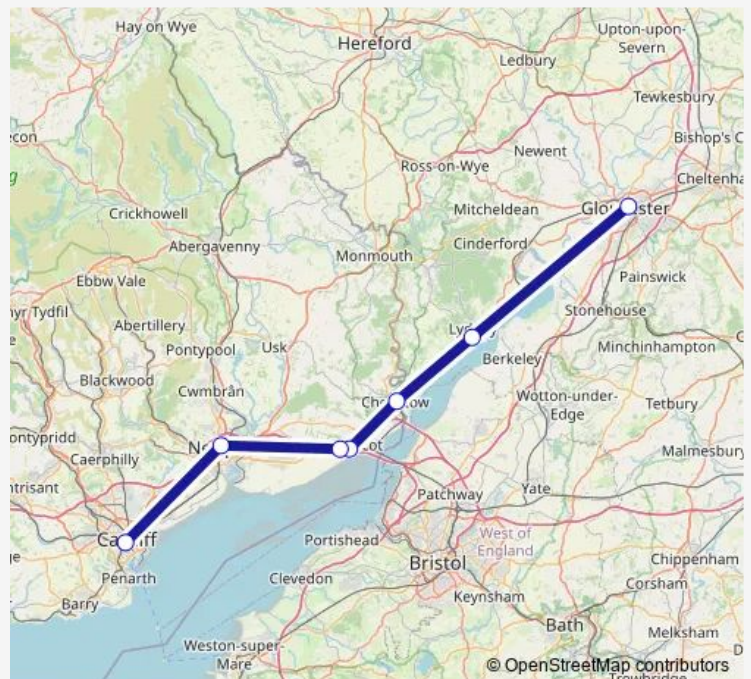 Hay on Wye
Upton-upon-
Severn
Hereford
Ledbury
Tewkesbury
econ
Newent
Bishop's C
Ross-on-Wye
g
Cheltenha
Crickhowell
Mitcheldean
Abergavenny
Monmouth
Cinderford
Painswick
Ebbw Vale
Stonehouse
hyr Tydfil
Abertillery
Minchinhampton
Pontypool
Usk
Berkeley
Blackwood
Cwmbrân
Wotton-under-
Edge
Tetbury
ontypridd
Caerphilly
Malmesbury
ntrisant
Patchway
Yate
Portishead
West of
England
Bristol
Chippenham
Penarth
Clevedon
Corsham
Keynsham
Barry
Bath
Melksham
Weston-super-
Mare
D
© OpenStreetMap contributors